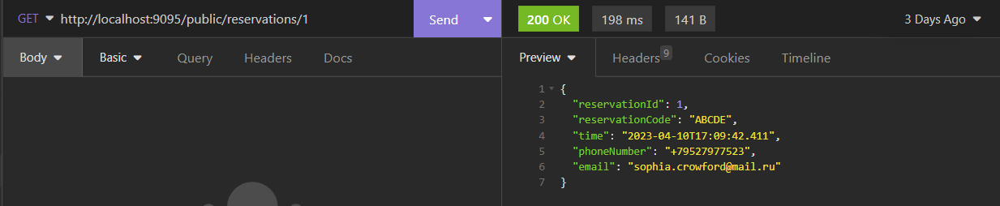 GET http://localhost:9095/public/reservations/1 Send
200 OK 198 ms 141 B 3 Days Ago
Body Basic Query Headers Docs
Preview Headers 9 Cookies Timeline
1 {
2 "reservationId": 1,
3 "reservationCode": "ABCDE",
4 "time": "2023-04-10T17:09:42.411",
5 "phoneNumber": "+79527977523",
6 "email": "sophia.crowford@mail.ru"
7 }